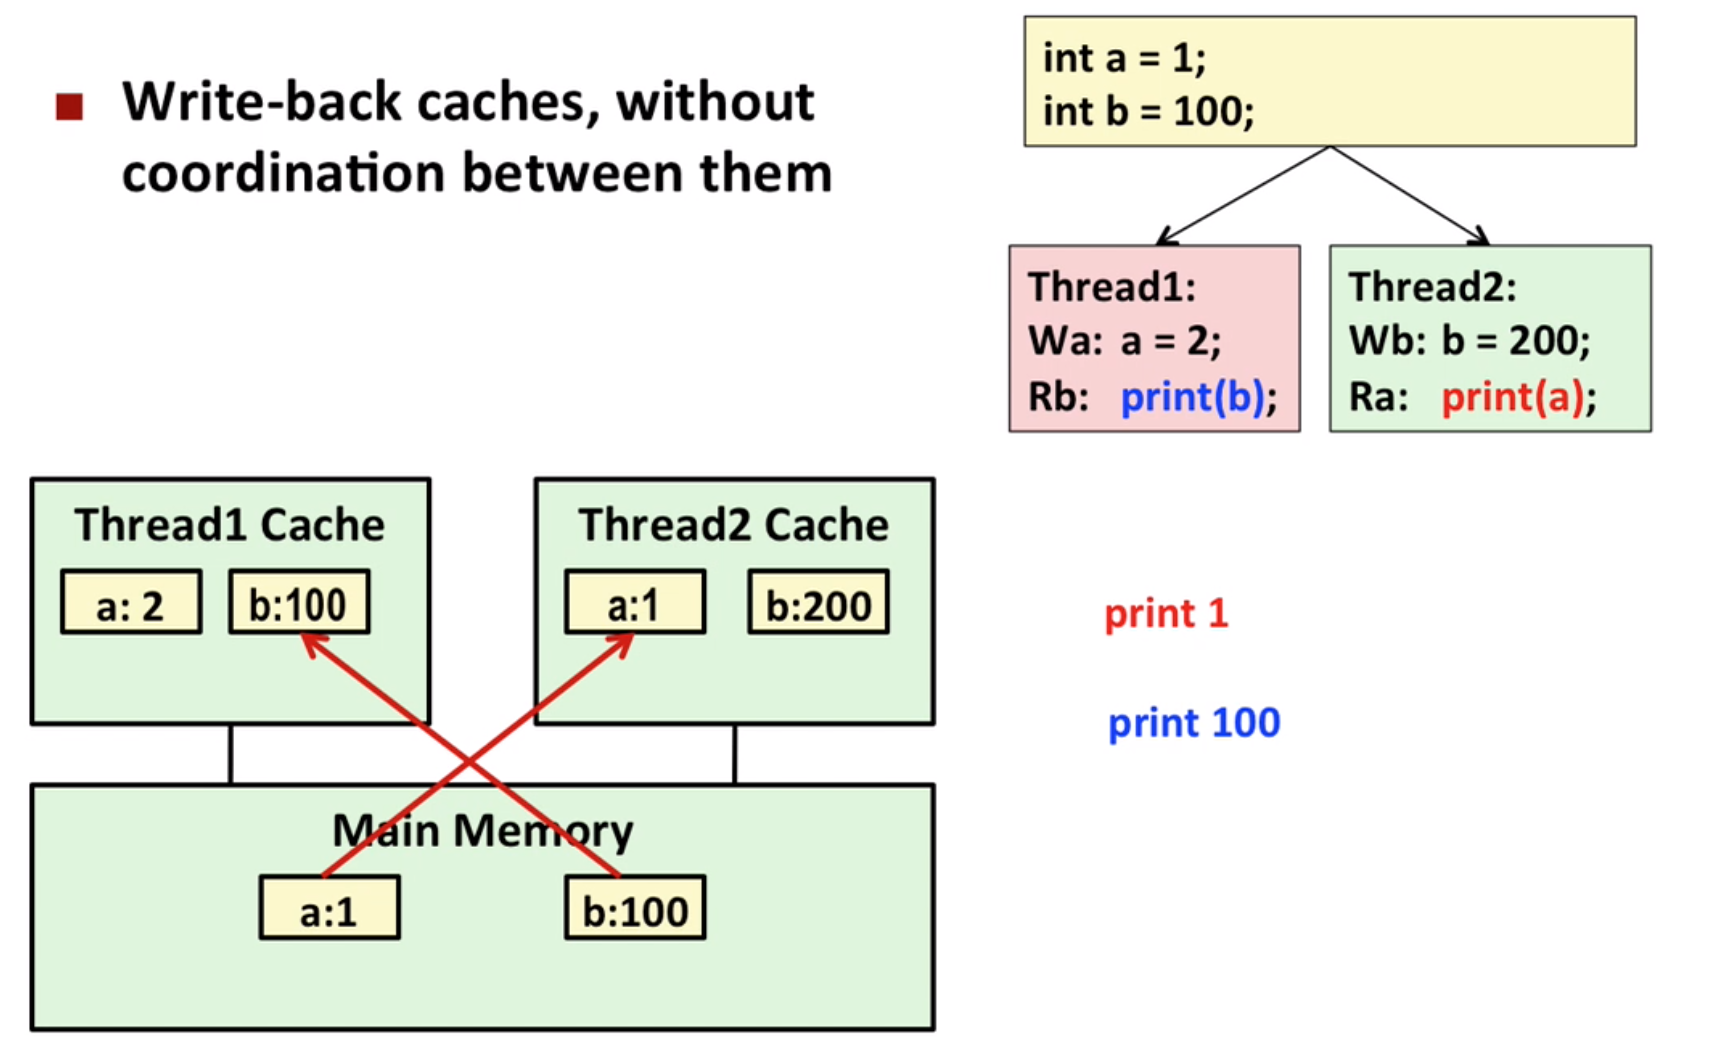 Write-back caches, without
coordination between them
int a = 1;
int b = 100;
Thread1:
Wa: a = 2;
Rb: print(b);
Thread2:
Wb: b = 200;
Ra: print(a);
Thread1 Cache
a: 2
b:100
Thread2 Cache
a:1
b:200
print 1
print 100
Main Memory
a:1
b:100